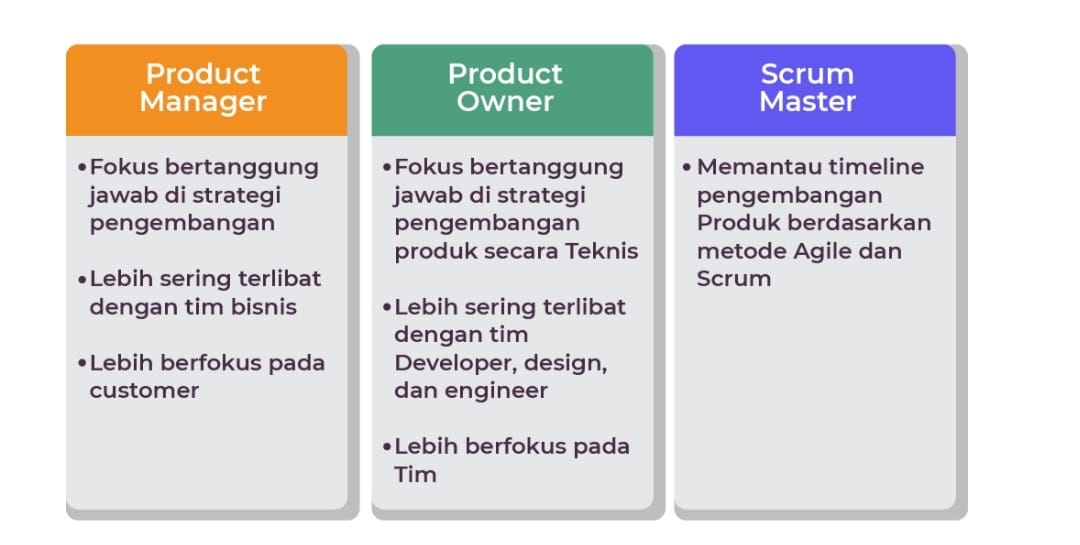 Product
Manager
•Fokus bertanggung
jawab di strategi
pengembangan
•Lebih sering terlibat
dengan tim bisnis
•Lebih berfokus pada
customer
Product
Owner
•Fokus bertanggung
jawab di strategi
pengembangan
produk secara Teknis
•Lebih sering terlibat
dengan tim
Developer, design,
dan engineer
•Lebih berfokus pada
Tim
Scrum
Master
• Memantau timeline
pengembangan
Produk berdasarkan
metode Agile dan
Scrum